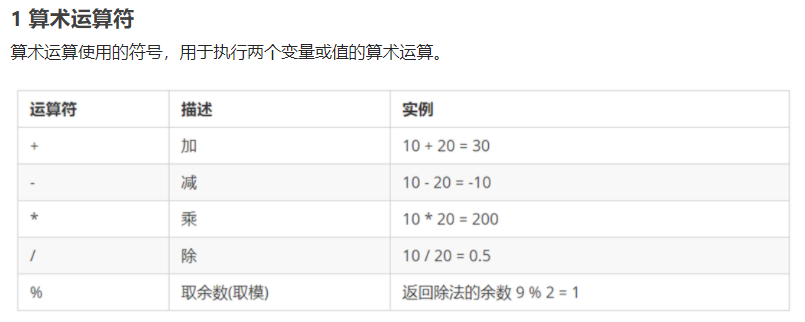 1 算术运算符
算术运算使用的符号，用于执行两个变量或值的算术运算。
运算符 描述 实例
+ 加 10 + 20 = 30
- 减 10 - 20 = -10
* 乘 10 * 20 = 200
/ 除 10 / 20 = 0.5
% 取余数(取模) 返回除法的余数 9 % 2 = 1